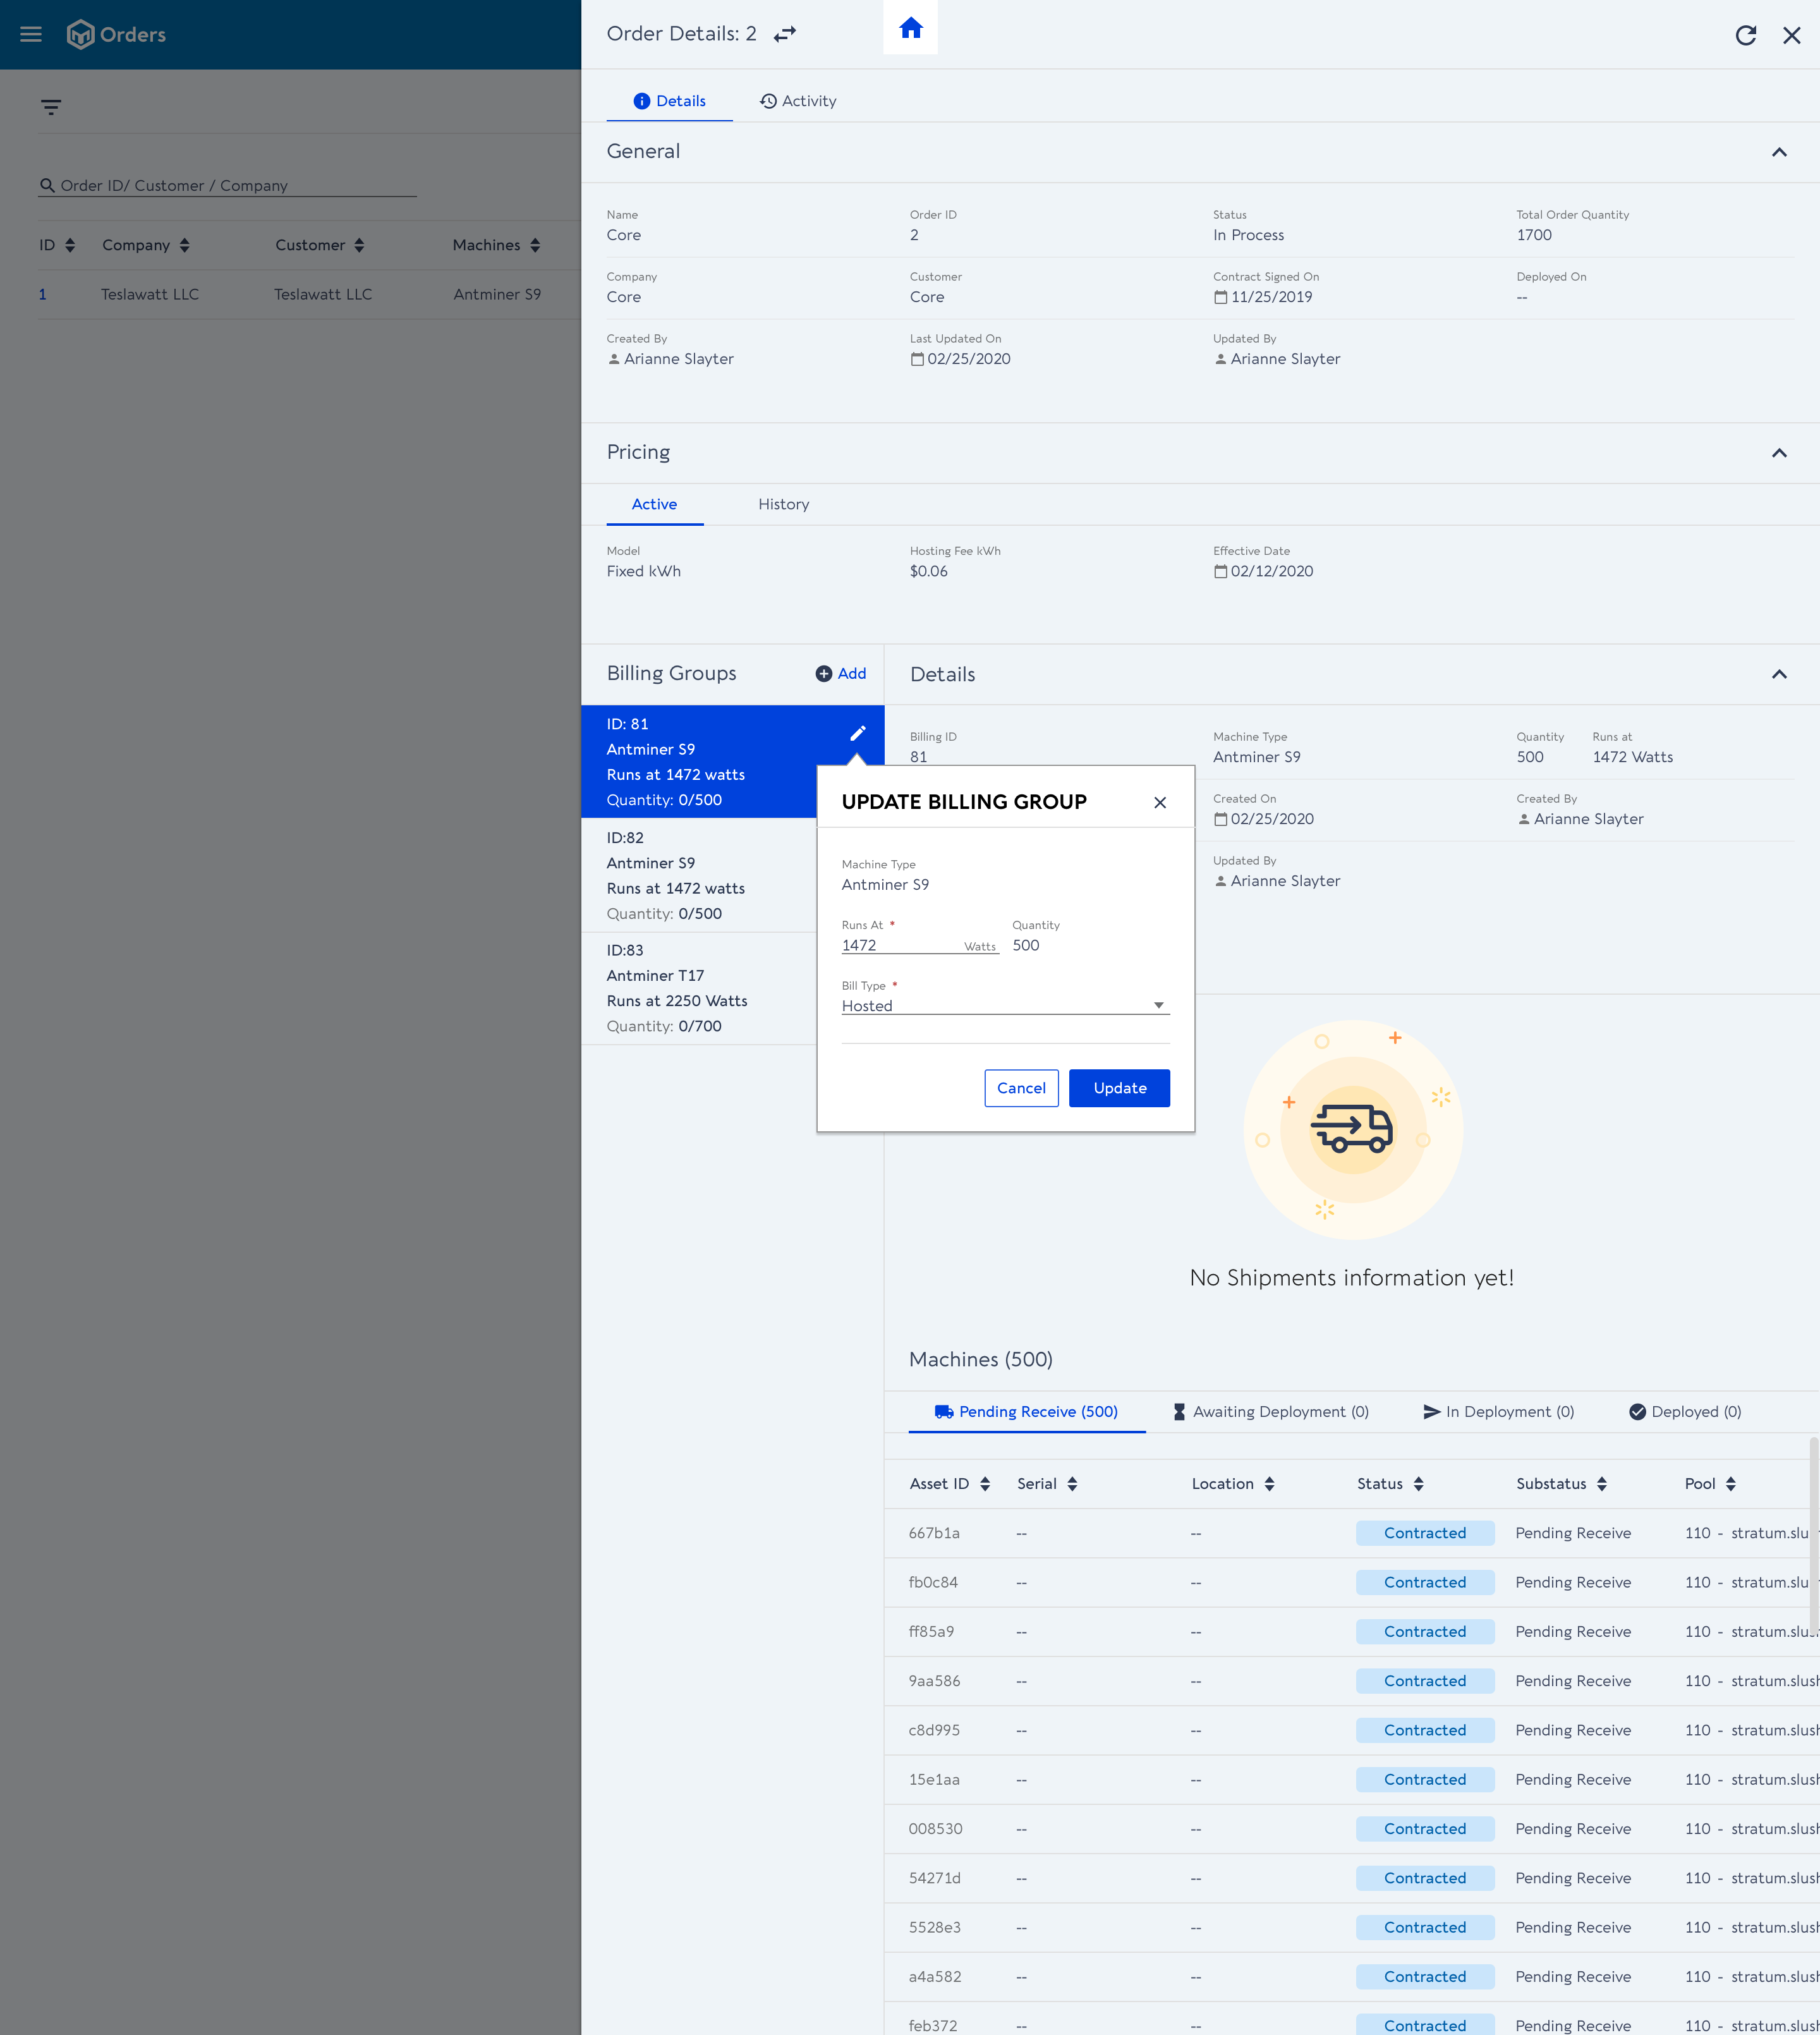 Orders
Order ID/ Customer / Company
ID Company Customer Machines
1 Teslawatt LLC Teslawatt LLC Antminer S9
Order Details: 2
Details Activity
General
Name Order ID Status Total Order Quantity
Core 2 In Process 1700
Company Customer Contract Signed On Deployed On
Core Core 11/25/2019 --
Created By Last Updated On Updated By
Arianne Slayter 02/25/2020 Arianne Slayter
Pricing
Active History
Model Hosting Fee kWh Effective Date
Fixed kWh $0.06 02/12/2020
Billing Groups Add
ID: 81
Antminer S9
Runs at 1472 watts
Quantity: 0/500
ID:82
Antminer S9
Runs at 1472 watts
Quantity: 0/500
ID:83
Antminer T17
Runs at 2250 Watts
Quantity: 0/700
Details
Billing ID Machine Type Quantity Runs at
81 Antminer S9 500 1472 Watts
Created On Created By
02/25/2020 Arianne Slayter
Updated By
Arianne Slayter
UPDATE BILLING GROUP
Machine Type
Antminer S9
Runs At * Quantity
1472 Watts 500
Bill Type *
Hosted
Cancel Update
No Shipments information yet!
Machines (500)
Pending Receive (500) Awaiting Deployment (0) In Deployment (0) Deployed (0)
Asset ID Serial Location Status Substatus Pool
667b1a -- -- Contracted Pending Receive 110 - stratum.slu
fb0c84 -- -- Contracted Pending Receive 110 - stratum.slu
ff85a9 -- -- Contracted Pending Receive 110 - stratum.slu
9aa586 -- -- Contracted Pending Receive 110 - stratum.slush
c8d995 -- -- Contracted Pending Receive 110 - stratum.slush
15e1aa -- -- Contracted Pending Receive 110 - stratum.slush
008530 -- -- Contracted Pending Receive 110 - stratum.slush
54271d -- -- Contracted Pending Receive 110 - stratum.slush
5528e3 -- -- Contracted Pending Receive 110 - stratum.slush
a4a582 -- -- Contracted Pending Receive 110 - stratum.slush
feb372 -- -- Contracted Pending Receive 110 - stratum.slush